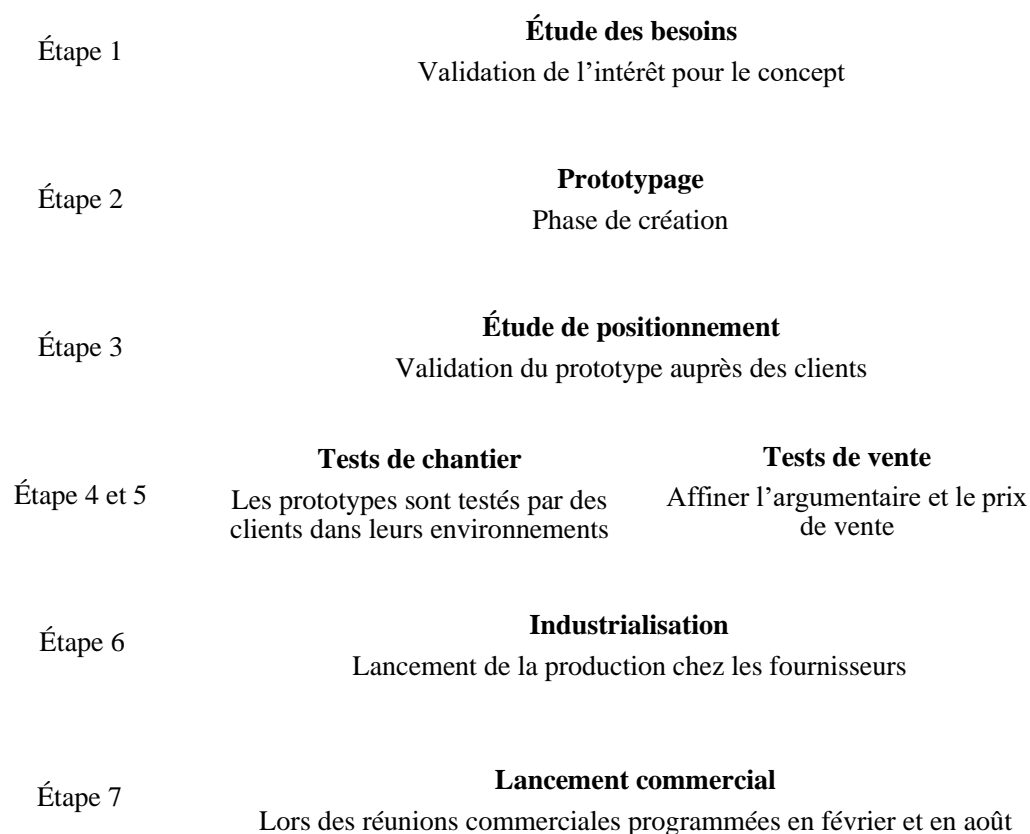 Étape 1
Étude des besoins
Validation de l’intérêt pour le concept
Étape 2
Prototypage
Phase de création
Étape 3
Étude de positionnement
Validation du prototype auprès des clients
Étape 4 et 5
Tests de chantier
Les prototypes sont testés par des
clients dans leurs environnements
Tests de vente
Affiner l’argumentaire et le prix
de vente
Étape 6
Industrialisation
Lancement de la production chez les fournisseurs
Étape 7
Lancement commercial
Lors des réunions commerciales programmées en février et en août